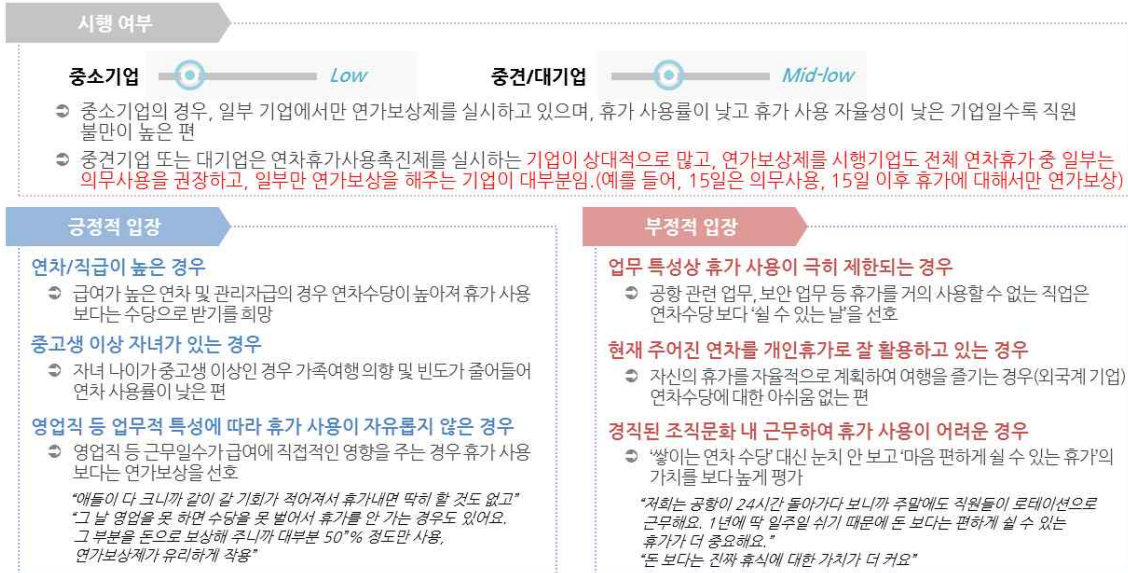 시행 여부
중소기업 Low 중견/대기업 Mid-low
중소기업의 경우, 일부 기업에서만 연가보상제를 실시하고 있으며, 휴가 사용률이 낮고 휴가 사용 자율성이 낮은 기업일수록 직원
불만이 높은 편
중견기업 또는 대기업은 연차휴가사용촉진제를 실시하는 기업이 상대적으로 많고, 연가보상제를 시행기업도 전체 연차휴가 중 일부는
의무사용을 권장하고, 일부만 연가보상을 해주는 기업이 대부분임.(예를 들어, 15일은 의무사용, 15일 이후 휴가에 대해서만 연가보상)
긍정적 입장
연차/직급이 높은 경우
급여가 높은 연차 및 관리자급의 경우 연차수당이 높아져 휴가 사용
보다는 수당으로 받기를 희망
중고생 이상 자녀가 있는 경우
자녀 나이가 중고생 이상인 경우 가족여행 의향 및 빈도가 줄어들어
연차 사용률이 낮은 편
영업직 등 업무적 특성에 따라 휴가 사용이 자유롭지 않은 경우
영업직 등 근무일수가 급여에 직접적인 영향을 주는 경우 휴가 사용
보다는 연가보상을 선호
"애들이 다 크니까 같이 갈 기회가 적어져서 휴가내면 딱히 할 것도 없고"
"그 날 영업을 못 하면 수당을 못 벌어서 휴가를 안 가는 경우도 있어요.
그 부분을 돈으로 보상해 주니까 대부분 50"% 정도만 사용,
연가보상제가 유리하게 작용"
부정적 입장
업무 특성상 휴가 사용이 극히 제한되는 경우
공항 관련 업무, 보안 업무 등 휴가를 거의 사용할 수 없는 직업은
연차수당 보다 '쉴 수 있는 날'을 선호
현재 주어진 연차를 개인휴가로 잘 활용하고 있는 경우
자신의 휴가를 자율적으로 계획하여 여행을 즐기는 경우(외국계 기업)
연차수당에 대한 아쉬움 없는 편
경직된 조직문화 내 근무하여 휴가 사용이 어려운 경우
'쌓이는 연차 수당' 대신 눈치 안 보고 '마음 편하게 쉴 수 있는 휴가'의
가치를 보다 높게 평가
"저희는 공항이 24시간 돌아가다 보니까 주말에도 직원들이 로테이션으로
근무해요. 1년에 딱 일주일 쉬기 때문에 돈 보다는 편하게 쉴 수 있는
휴가가 더 중요해요."
"돈 보다는 진짜 휴식에 대한 가치가 더 커요"